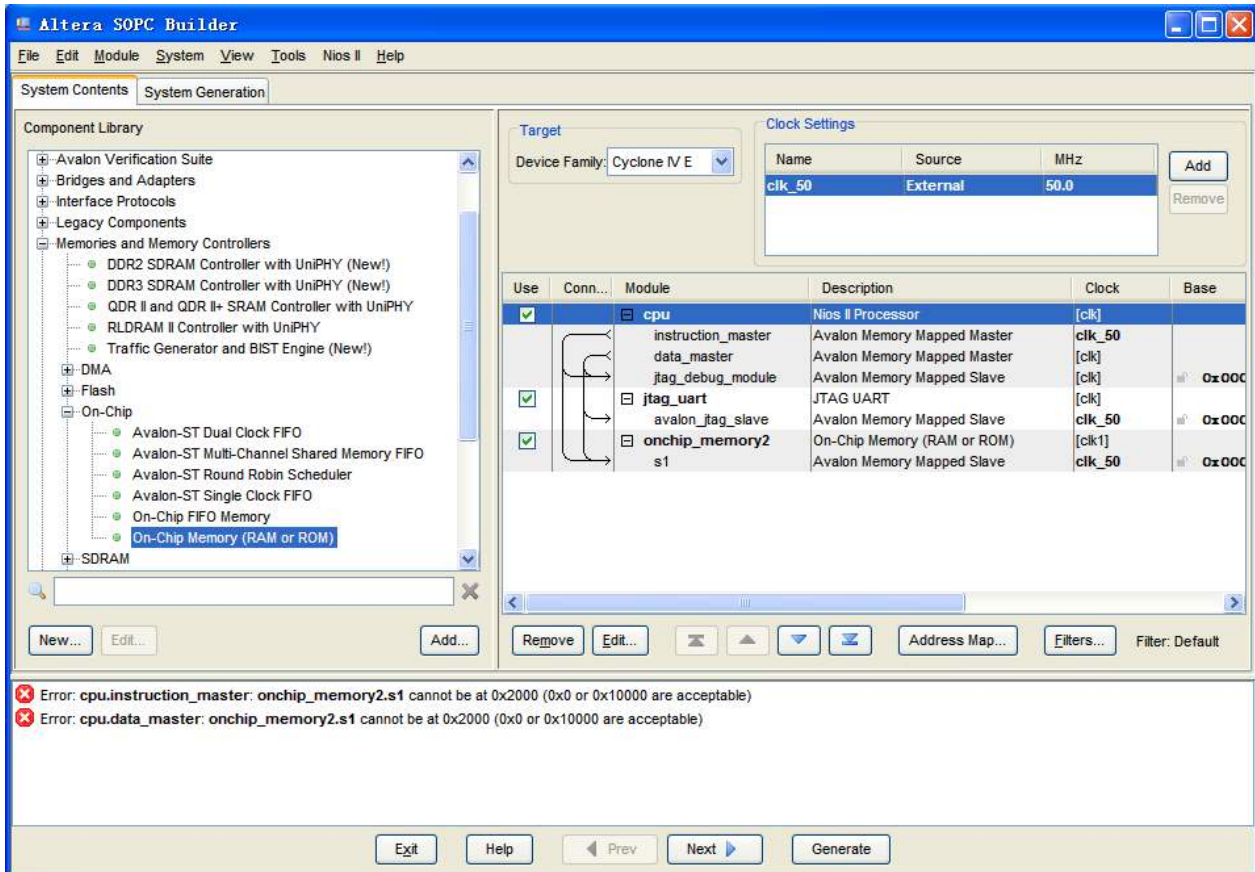 Altera SOPC Builder
File Edit Module System View Tools Nios II Help
System Contents System Generation
Component Library
Avalon Verification Suite
Bridges and Adapters
Interface Protocols
Legacy Components
Memories and Memory Controllers
DDR2 SDRAM Controller with UniPHY (New!)
DDR3 SDRAM Controller with UniPHY (New!)
QDR II and QDR II+ SRAM Controller with UniPHY
RLDRAM II Controller with UniPHY
Traffic Generator and BIST Engine (New!)
DMA
Flash
On-Chip
Avalon-ST Dual Clock FIFO
Avalon-ST Multi-Channel Shared Memory FIFO
Avalon-ST Round Robin Scheduler
Avalon-ST Single Clock FIFO
On-Chip FIFO Memory
On-Chip Memory (RAM or ROM)
SDRAM
New... Edit... Add...
Target
Device Family: Cyclone IV E
Clock Settings
Name Source MHz
clk_50 External 50.0
Add
Remove
Use Conn... Module Description Clock Base
cpu Nios II Processor [clk]
instruction_master Avalon Memory Mapped Master clk_50
data_master Avalon Memory Mapped Master [clk]
jtag_debug_module Avalon Memory Mapped Slave [clk] 0x000
jtag_uart JTAG UART [clk]
avalon_jtag_slave Avalon Memory Mapped Slave clk_50 0x000
onchip_memory2 On-Chip Memory (RAM or ROM) [clk1]
s1 Avalon Memory Mapped Slave clk_50 0x000
Remove Edit... Address Map... Filters... Filter: Default
Error: cpu.instruction_master: onchip_memory2.s1 cannot be at 0x2000 (0x0 or 0x10000 are acceptable)
Error: cpu.data_master: onchip_memory2.s1 cannot be at 0x2000 (0x0 or 0x10000 are acceptable)
Exit Help Prev Next Generate